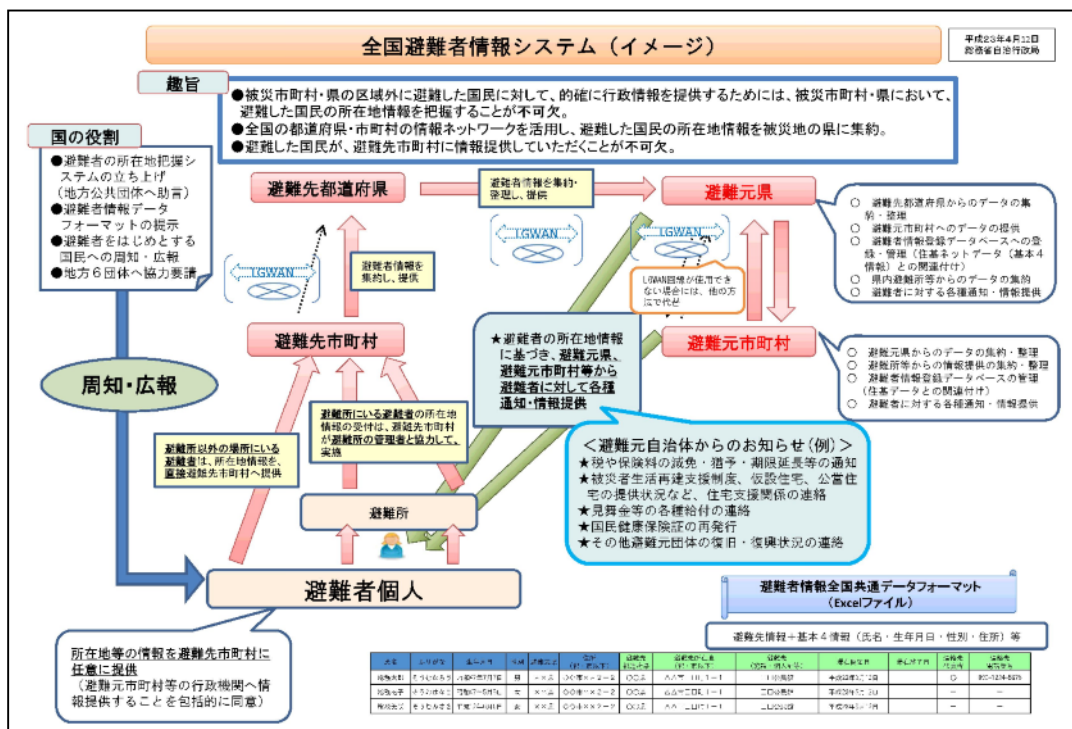 全国避難者情報システム（イメージ）
平成23年4月12日
総務省自治行政局
趣旨
●被災市町村・県の区域外に避難した国民に対して、的確に行政情報を提供するためには、被災市町村・県において、
避難した国民の所在地情報を把握することが不可欠。
●全国の都道府県・市町村の情報ネットワークを活用し、避難した国民の所在地情報を被災地の県に集約。
●避難した国民が、避難先市町村に情報提供していただくことが不可欠。
国の役割
●避難者の所在地把握シ
ステムの立ち上げ
（地方公共団体へ助言）
●避難者情報データ
フォーマットの提示
●避難者をはじめとする
国民への周知・広報
●地方６団体へ協力要請
周知・広報
避難先都道府県
避難者情報を集約・
整理し、提供
避難元県
LGWAN
LGWAN
LGWAN
避難者情報を
集約し、提供
LGWAN回線が使用でき
ない場合には、他の方
法で代替
○ 避難先都道府県からのデータの集
約・整理
○ 避難元市町村へのデータの提供
○ 避難者情報登録データベースへの登
録・管理（住基ネットデータ（基本４
情報）との関連付け）
○ 県内避難所等からのデータの集約
○ 避難者に対する各種通知・情報提供
避難先市町村
避難元市町村
★避難者の所在地情報
に基づき、避難元県、
避難元市町村等から
避難者に対して各種
通知・情報提供
○ 避難元県からのデータの集約・整理
○ 避難所等からの情報提供の集約・整理
○ 避難者情報登録データベースの管理
（住基データとの関連付け）
○ 避難者に対する各種通知・情報提供
避難所以外の場所にいる
避難者は、所在地情報を、
直接避難先市町村へ提供
避難所にいる避難者の所在地
情報の受付は、避難先市町村
が避難所の管理者と協力して、
実施
＜避難元自治体からのお知らせ（例）＞
★税や保険料の減免・猶予・期限延長等の通知
★被災者生活再建支援制度、仮設住宅、公営住
宅の提供状況など、住宅支援関係の連絡
★見舞金等の各種給付の連絡
★国民健康保険証の再発行
★その他避難元団体の復旧・復興状況の連絡
避難所
避難者個人
所在地等の情報を避難先市町村に
任意に提供
（避難元市町村等の行政機関へ情
報提供することを包括的に同意）
避難者情報全国共通データフォーマット
（Excelファイル）
避難先情報＋基本４情報（氏名・生年月日・性別・住所）等